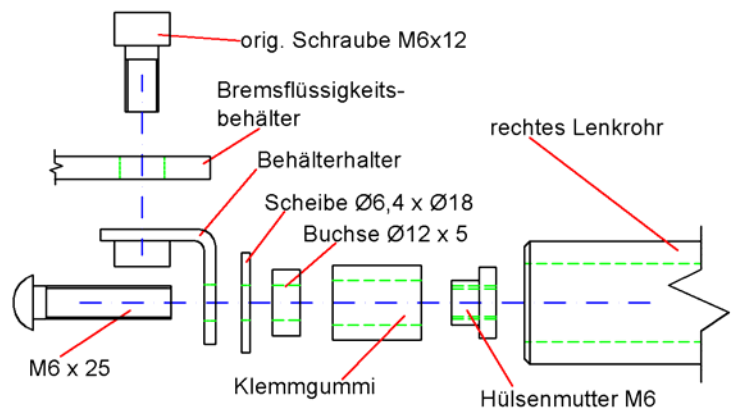 orig. Schraube M6x12
Bremsflüssigkeits-
behälter
rechtes Lenkrohr
Behälterhalter
Scheibe Ø6,4 x Ø18
Buchse Ø12 x 5
M6 x 25
Klemmgummi
Hülsenmutter M6